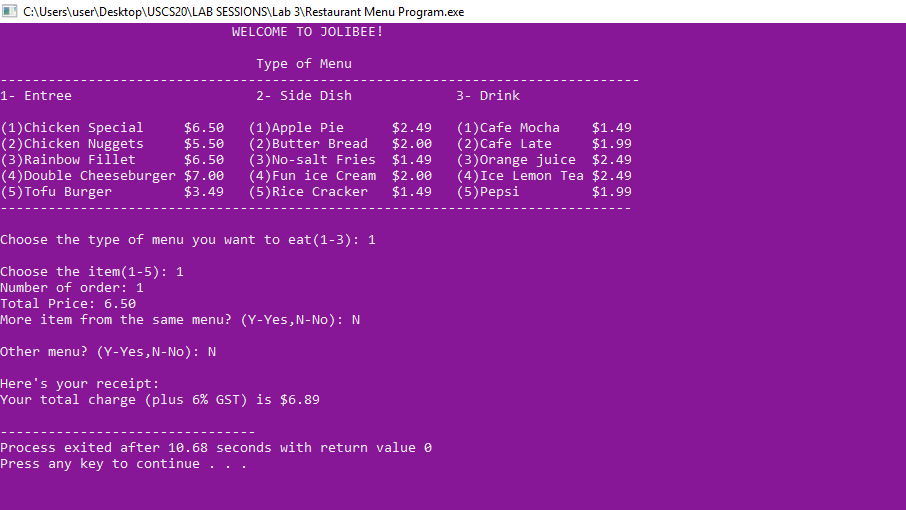 C:\Users\user\Desktop\USCS20\LAB SESSIONS\Lab 3\Restaurant Menu Program.exe
WELCOME TO JOLIBEE!
Type of Menu
--------------------------------------------------------------------------------
1- Entree 2- Side Dish 3- Drink
(1)Chicken Special $6.50 (1)Apple Pie $2.49 (1)Cafe Mocha $1.49
(2)Chicken Nuggets $5.50 (2)Butter Bread $2.00 (2)Cafe Late $1.99
(3)Rainbow Fillet $6.50 (3)No-salt Fries $1.49 (3)Orange juice $2.49
(4)Double Cheeseburger $7.00 (4)Fun ice Cream $2.00 (4)Ice Lemon Tea $2.49
(5)Tofu Burger $3.49 (5)Rice Cracker $1.49 (5)Pepsi $1.99
-------------------------------------------------------------------------------
Choose the type of menu you want to eat(1-3): 1
Choose the item(1-5): 1
Number of order: 1
Total Price: 6.50
More item from the same menu? (Y-Yes,N-No): N
Other menu? (Y-Yes,N-No): N
Here's your receipt:
Your total charge (plus 6% GST) is $6.89
--------------------------------
Process exited after 10.68 seconds with return value 0
Press any key to continue . . .